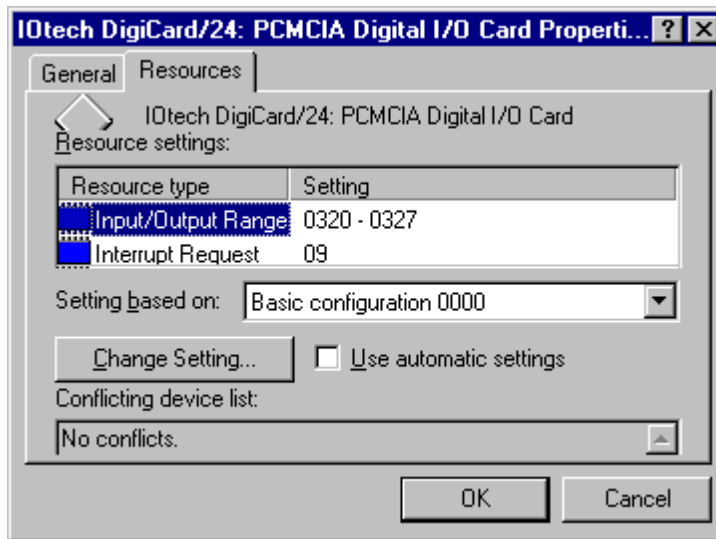 IOtech DigiCard/24: PCMCIA Digital I/O Card Properti... ? ×
General Resources
IOtech DigiCard/24: PCMCIA Digital I/O Card
Resource settings:
Resource type Setting
Input/Output Range 0320 - 0327
Interrupt Request 09
Setting based on: Basic configuration 0000
Change Setting... Use automatic settings
Conflicting device list:
No conflicts.
OK Cancel